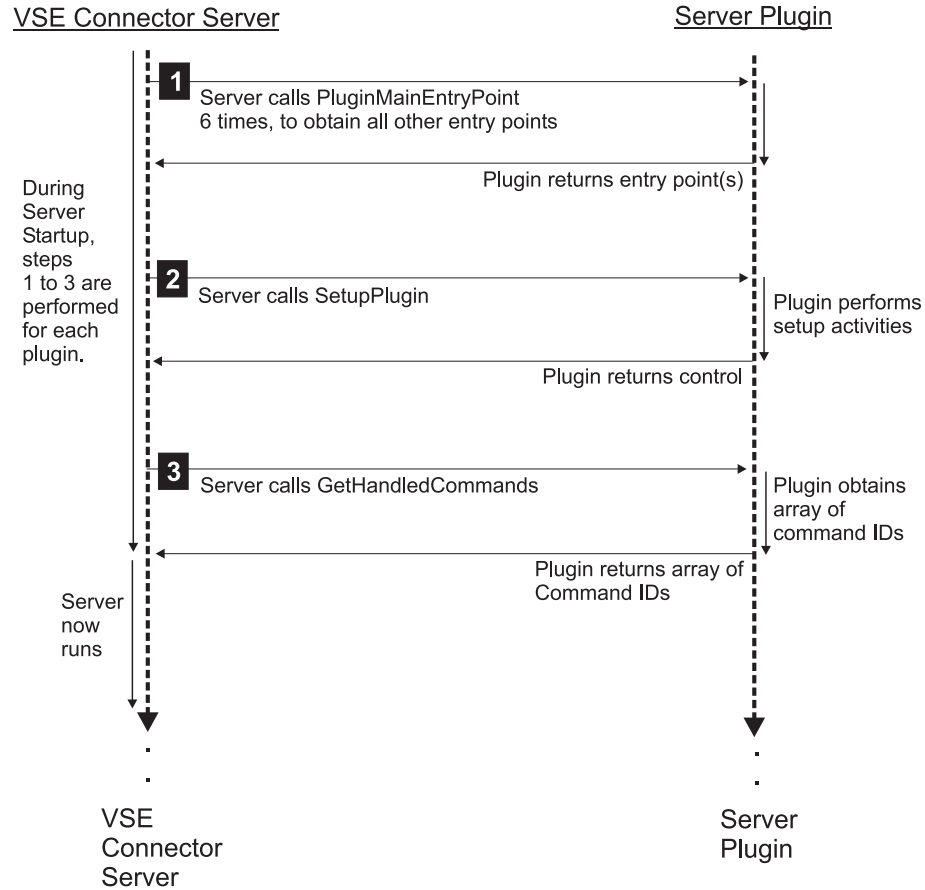 VSE Connector Server
Server Plugin
1
Server calls PluginMainEntryPoint
6 times, to obtain all other entry points
Plugin returns entry point(s)
During
Server
Startup,
steps
1 to 3 are
performed
for each
plugin.
2
Server calls SetupPlugin
Plugin performs
setup activities
Plugin returns control
3
Server calls GetHandledCommands
Plugin obtains
array of
command IDs
Plugin returns array of
Command IDs
Server
now
runs
VSE
Connector
Server
Server
Plugin